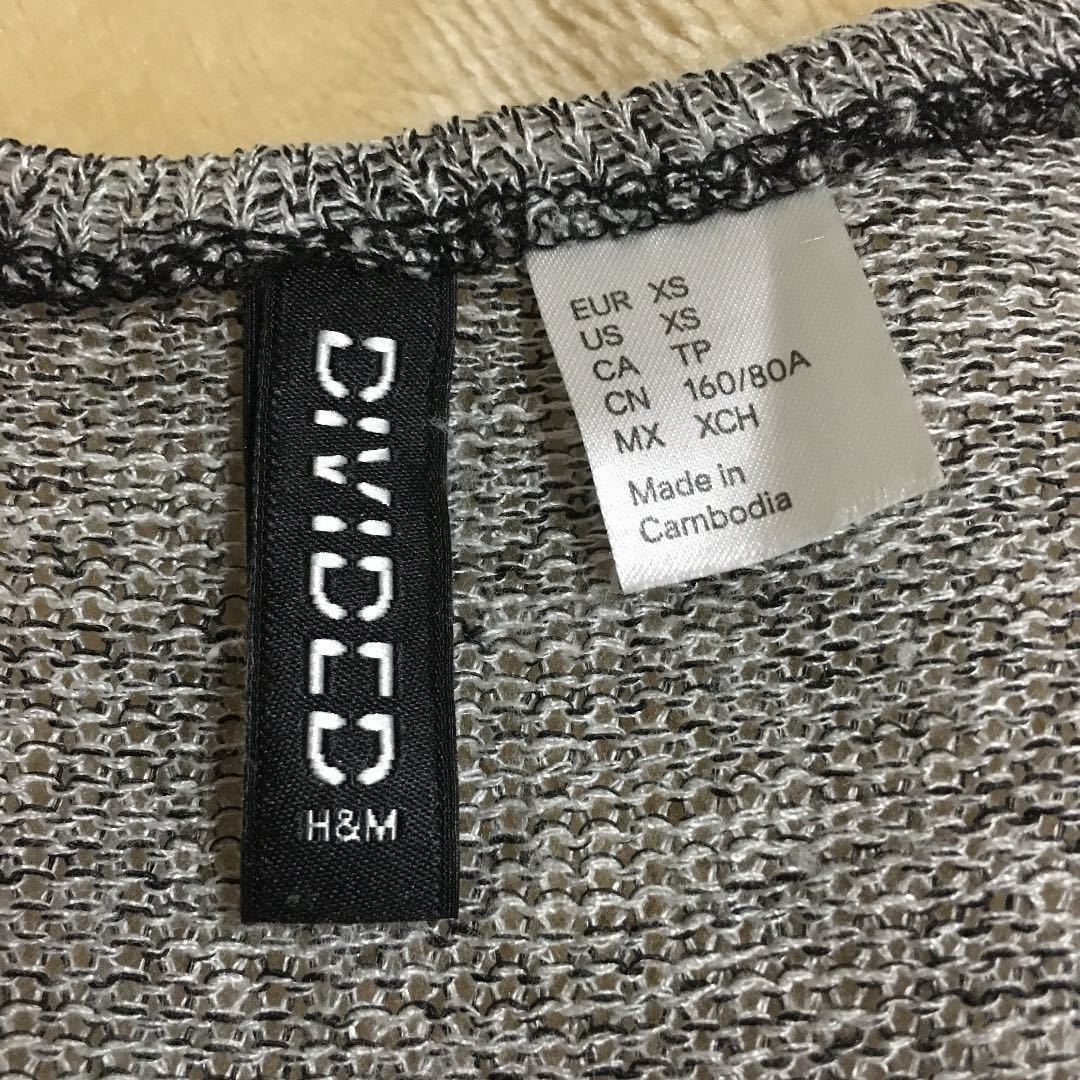 DIVIDED
H&M
EUR XS
US XS
CA TP
CN 160/80A
MX XCH
Made in
Cambodia